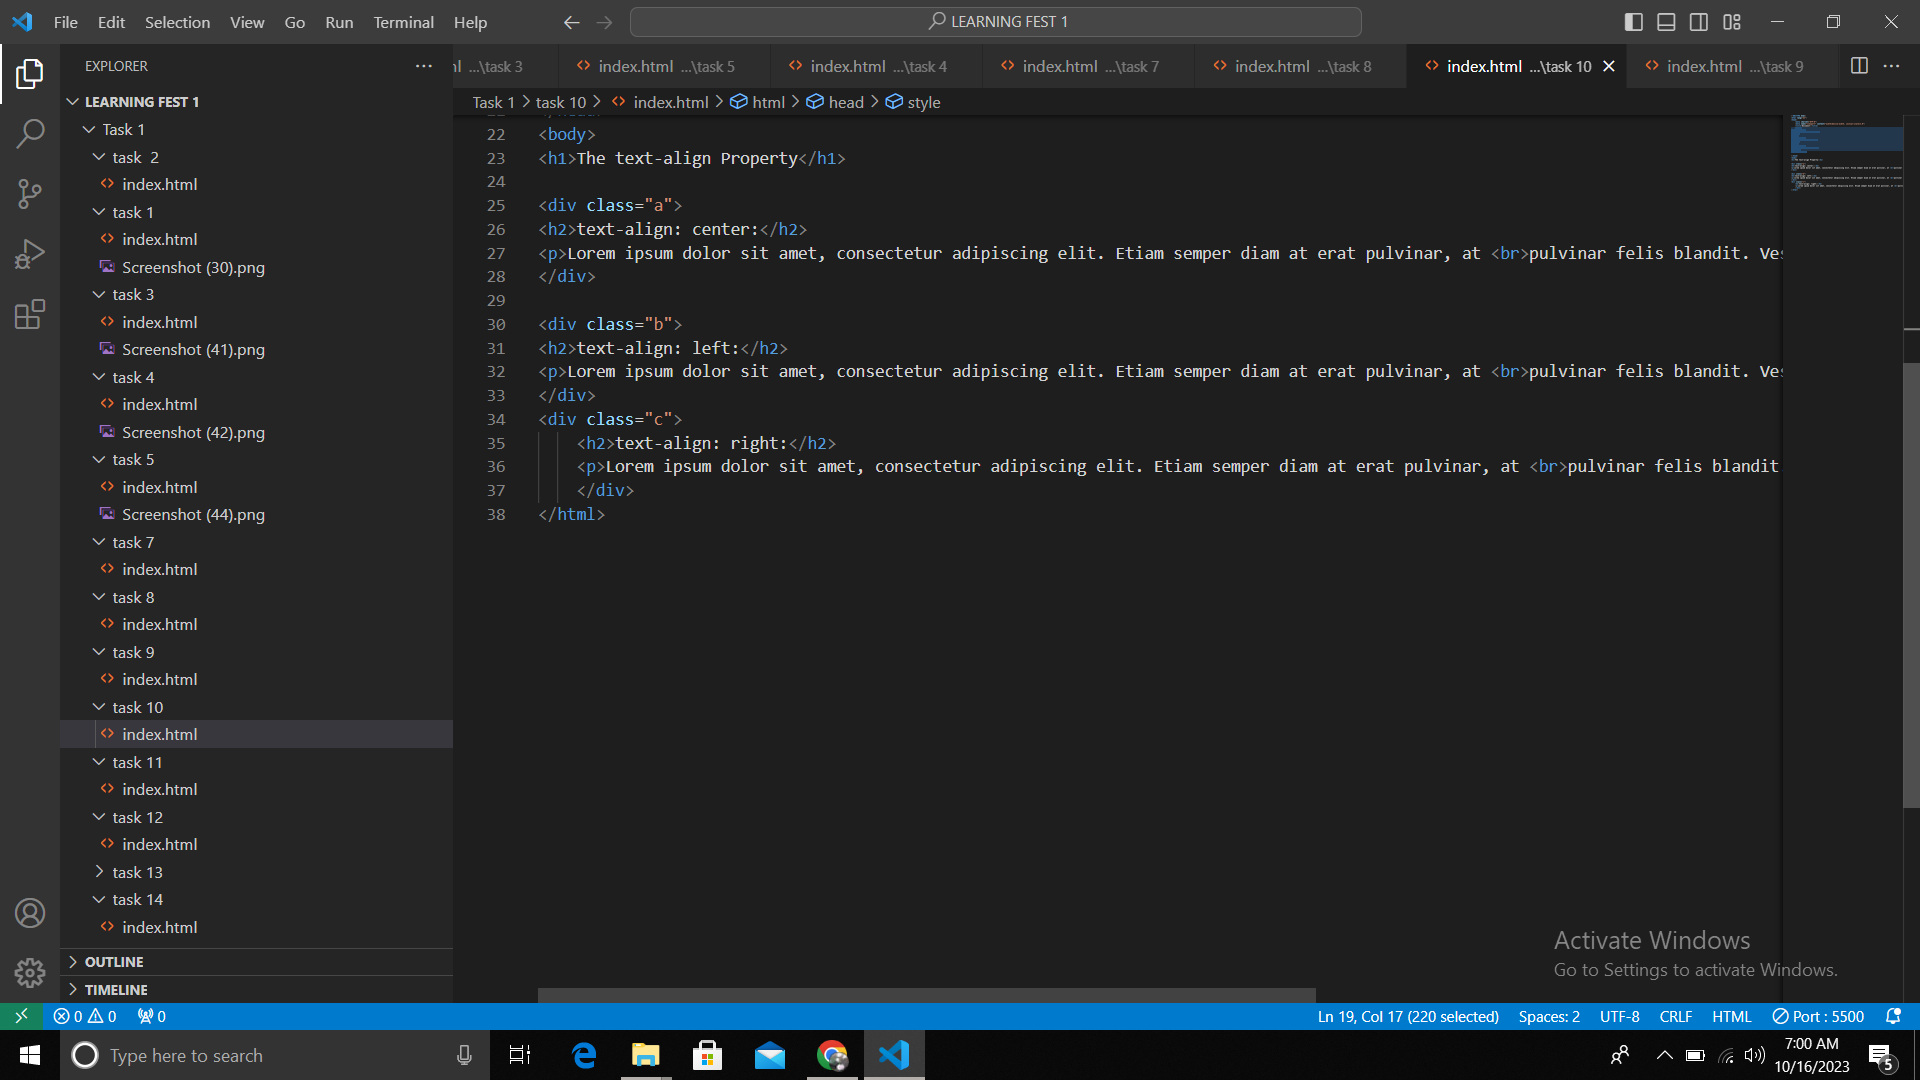 File Edit Selection View Go Run Terminal Help
LEARNING FEST 1
EXPLORER
LEARNING FEST 1
Task 1
task 2
index.html
task 1
index.html
Screenshot (30).png
task 3
index.html
Screenshot (41).png
task 4
index.html
Screenshot (42).png
task 5
index.html
Screenshot (44).png
task 7
index.html
task 8
index.html
task 9
index.html
task 10
index.html
task 11
index.html
task 12
index.html
task 13
task 14
index.html
OUTLINE
TIMELINE
...\task 3 index.html ...\task 5 index.html ...\task 4 index.html ...\task 7 index.html ...\task 8 index.html ...\task 10 index.html ...\task 9
Task 1 > task 10 > index.html > html > head > style
22 <body>
23 <h1>The text-align Property</h1>
24
25 <div class="a">
26 <h2>text-align: center:</h2>
27 <p>Lorem ipsum dolor sit amet, consectetur adipiscing elit. Etiam semper diam at erat pulvinar, at <br>pulvinar felis blandit. Ves
28 </div>
29
30 <div class="b">
31 <h2>text-align: left:</h2>
32 <p>Lorem ipsum dolor sit amet, consectetur adipiscing elit. Etiam semper diam at erat pulvinar, at <br>pulvinar felis blandit. Ves
33 </div>
34 <div class="c">
35 <h2>text-align: right:</h2>
36 <p>Lorem ipsum dolor sit amet, consectetur adipiscing elit. Etiam semper diam at erat pulvinar, at <br>pulvinar felis blandit
37 </div>
38 </html>
Activate Windows
Go to Settings to activate Windows.
0 0 0 Ln 19, Col 17 (220 selected) Spaces: 2 UTF-8 CRLF HTML Port : 5500
Type here to search
7:00 AM
10/16/2023
5